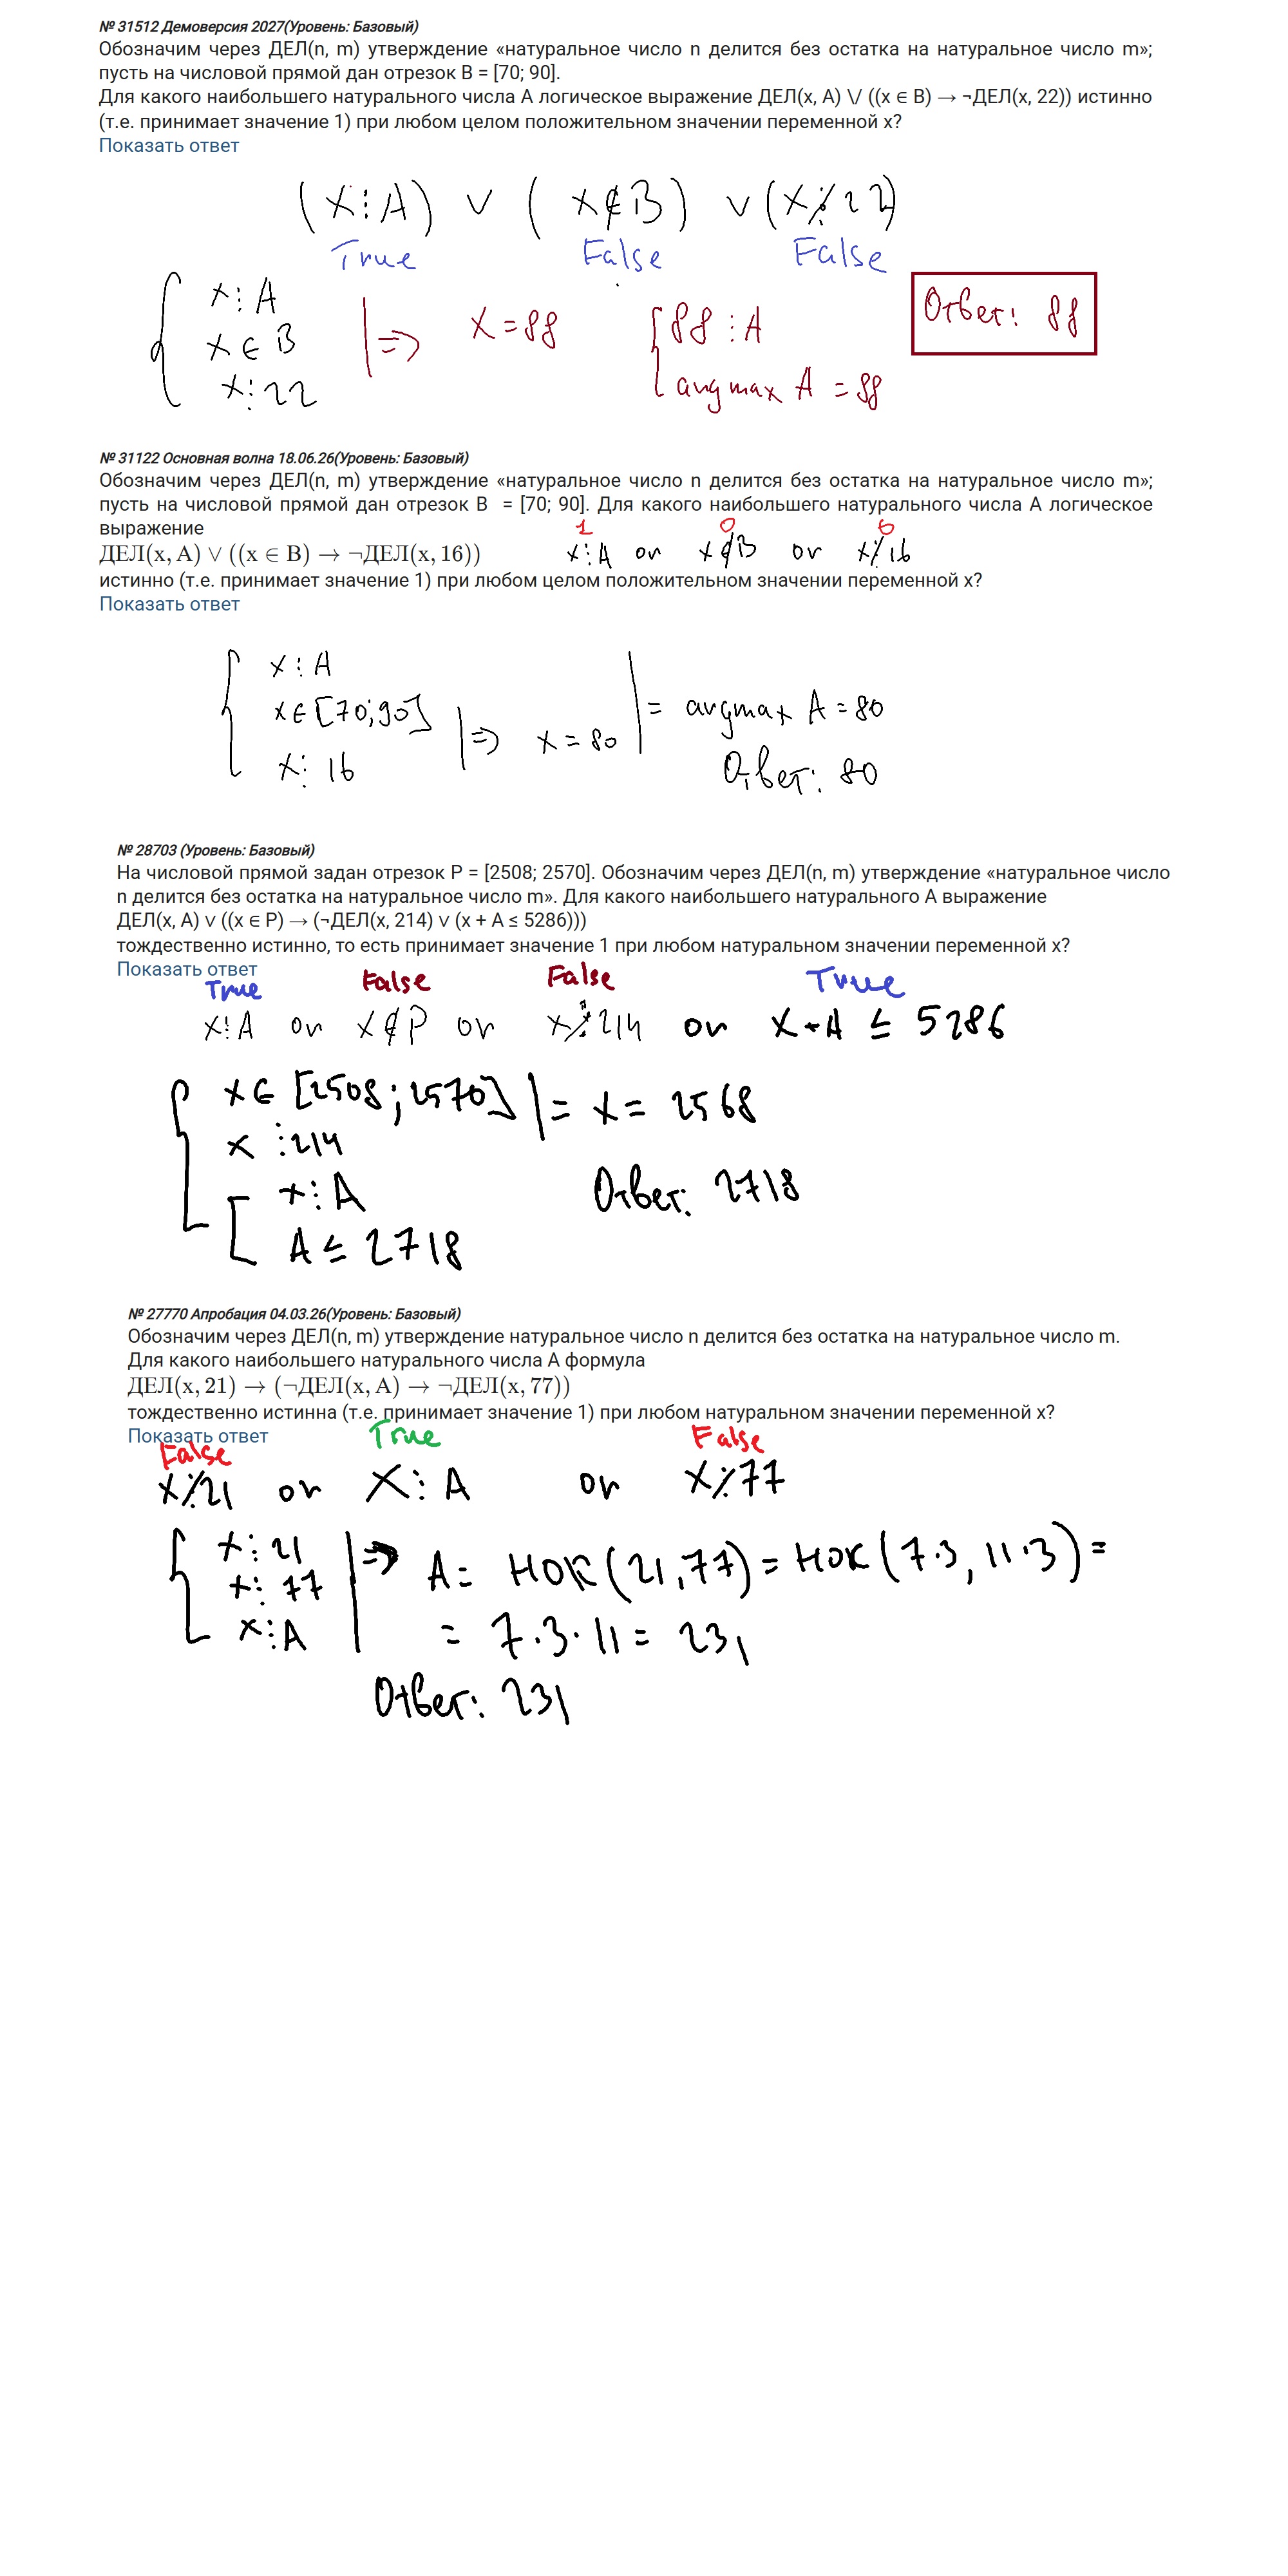 № 31512 Демоверсия 2027(Уровень: Базовый)
Обозначим через ДЕЛ(n, m) утверждение «натуральное число n делится без остатка на натуральное число m»;
пусть на числовой прямой дан отрезок B = [70; 90].
Для какого наибольшего натурального числа А логическое выражение ДЕЛ(x, A) \/ ((x ∈ B) → ¬ДЕЛ(x, 22)) истинно
(т.е. принимает значение 1) при любом целом положительном значении переменной x?
Показать ответ
(x⋮A) ∨ (x∉B) ∨ (x⋮̸22)
True False False
x⋮A
x∈B
x⋮22
=> x=88
88⋮A
argmax A = 88
Ответ: 88
№ 31122 Основная волна 18.06.26(Уровень: Базовый)
Обозначим через ДЕЛ(n, m) утверждение «натуральное число n делится без остатка на натуральное число m»;
пусть на числовой прямой дан отрезок B = [70; 90]. Для какого наибольшего натурального числа А логическое
выражение
1 0 0
ДЕЛ(x, A) ∨ ((x ∈ B) → ¬ДЕЛ(x, 16)) x⋮A or x∉B or x⋮̸16
истинно (т.е. принимает значение 1) при любом целом положительном значении переменной x?
Показать ответ
x⋮A
x∈[70;90]
x⋮16
=> x=80
= argmax A = 80
Ответ: 80
№ 28703 (Уровень: Базовый)
На числовой прямой задан отрезок P = [2508; 2570]. Обозначим через ДЕЛ(n, m) утверждение «натуральное число
n делится без остатка на натуральное число m». Для какого наибольшего натурального А выражение
ДЕЛ(x, A) ∨ ((x ∈ P) → (¬ДЕЛ(x, 214) ∨ (x + A ≤ 5286)))
тождественно истинно, то есть принимает значение 1 при любом натуральном значении переменной x?
Показать ответ
True False False True
x⋮A or x∉P or x⋮̸214 or x+A ≤ 5286
x∈[2508;2570] = x= 2568
x⋮214
x⋮A
A ≤ 2718
Ответ: 2718
№ 27770 Апробация 04.03.26(Уровень: Базовый)
Обозначим через ДЕЛ(n, m) утверждение натуральное число n делится без остатка на натуральное число m.
Для какого наибольшего натурального числа А формула
ДЕЛ(x, 21) → (¬ДЕЛ(x, A) → ¬ДЕЛ(x, 77))
тождественно истинна (т.е. принимает значение 1) при любом натуральном значении переменной x?
Показать ответ
False True False
x⋮̸21 or x⋮A or x⋮̸77
x⋮21
x⋮77
x⋮A
=> A= НОК(21,77)= НОК(7·3, 11·3)=
= 7·3·11= 231
Ответ: 231